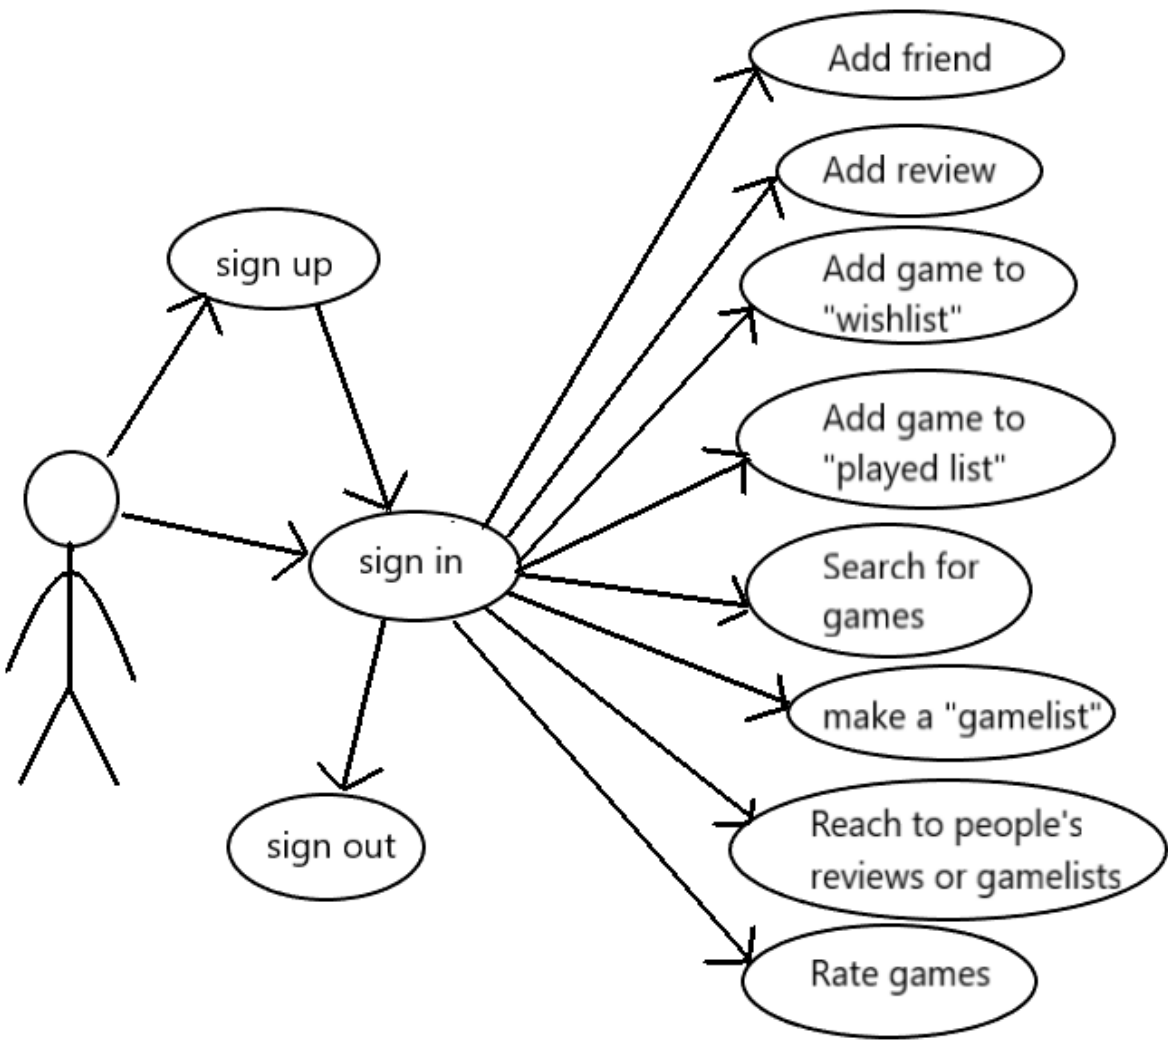 Add friend
Add review
sign up
Add game to
"wishlist"
Add game to
"played list"
sign in
Search for
games
make a "gamelist"
sign out
Reach to people's
reviews or gamelists
Rate games